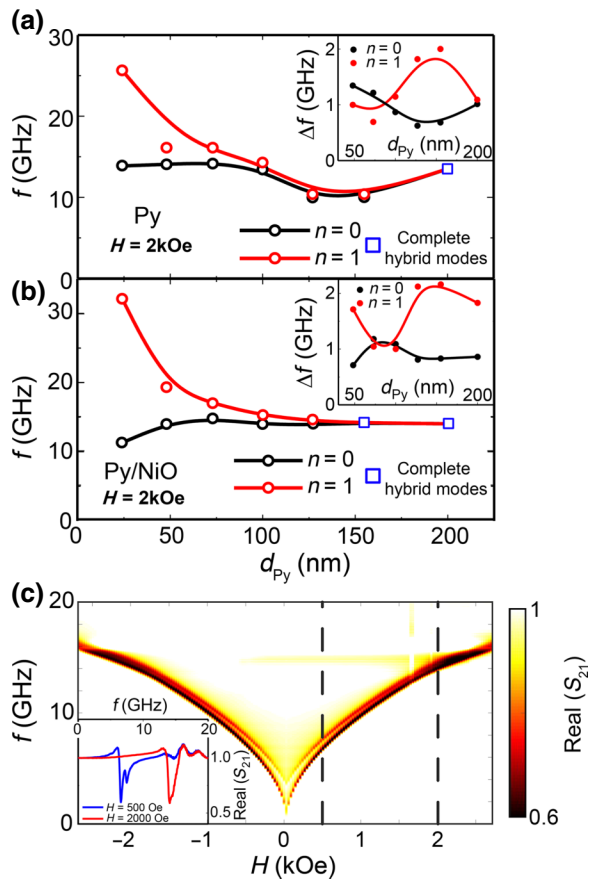 (a)
30
20
10
0
f (GHz)
Py
H = 2kOe
n = 0
n = 1
Complete
hybrid modes
2
1
0
Δf (GHz)
n = 0
n = 1
50
d_Py (nm)
200
(b)
30
20
10
0
f (GHz)
Py/NiO
H = 2kOe
n = 0
n = 1
Complete
hybrid modes
2
1
0
Δf (GHz)
n = 0
n = 1
50
d_Py (nm)
200
0 50 100 150 200
d_Py (nm)
(c)
20
10
0
f (GHz)
f (GHz)
0 10 20
1.0
0.5
Real (S_21)
H = 500 Oe
H = 2000 Oe
−2 −1 0 1 2
H (kOe)
1
0.6
Real (S_21)